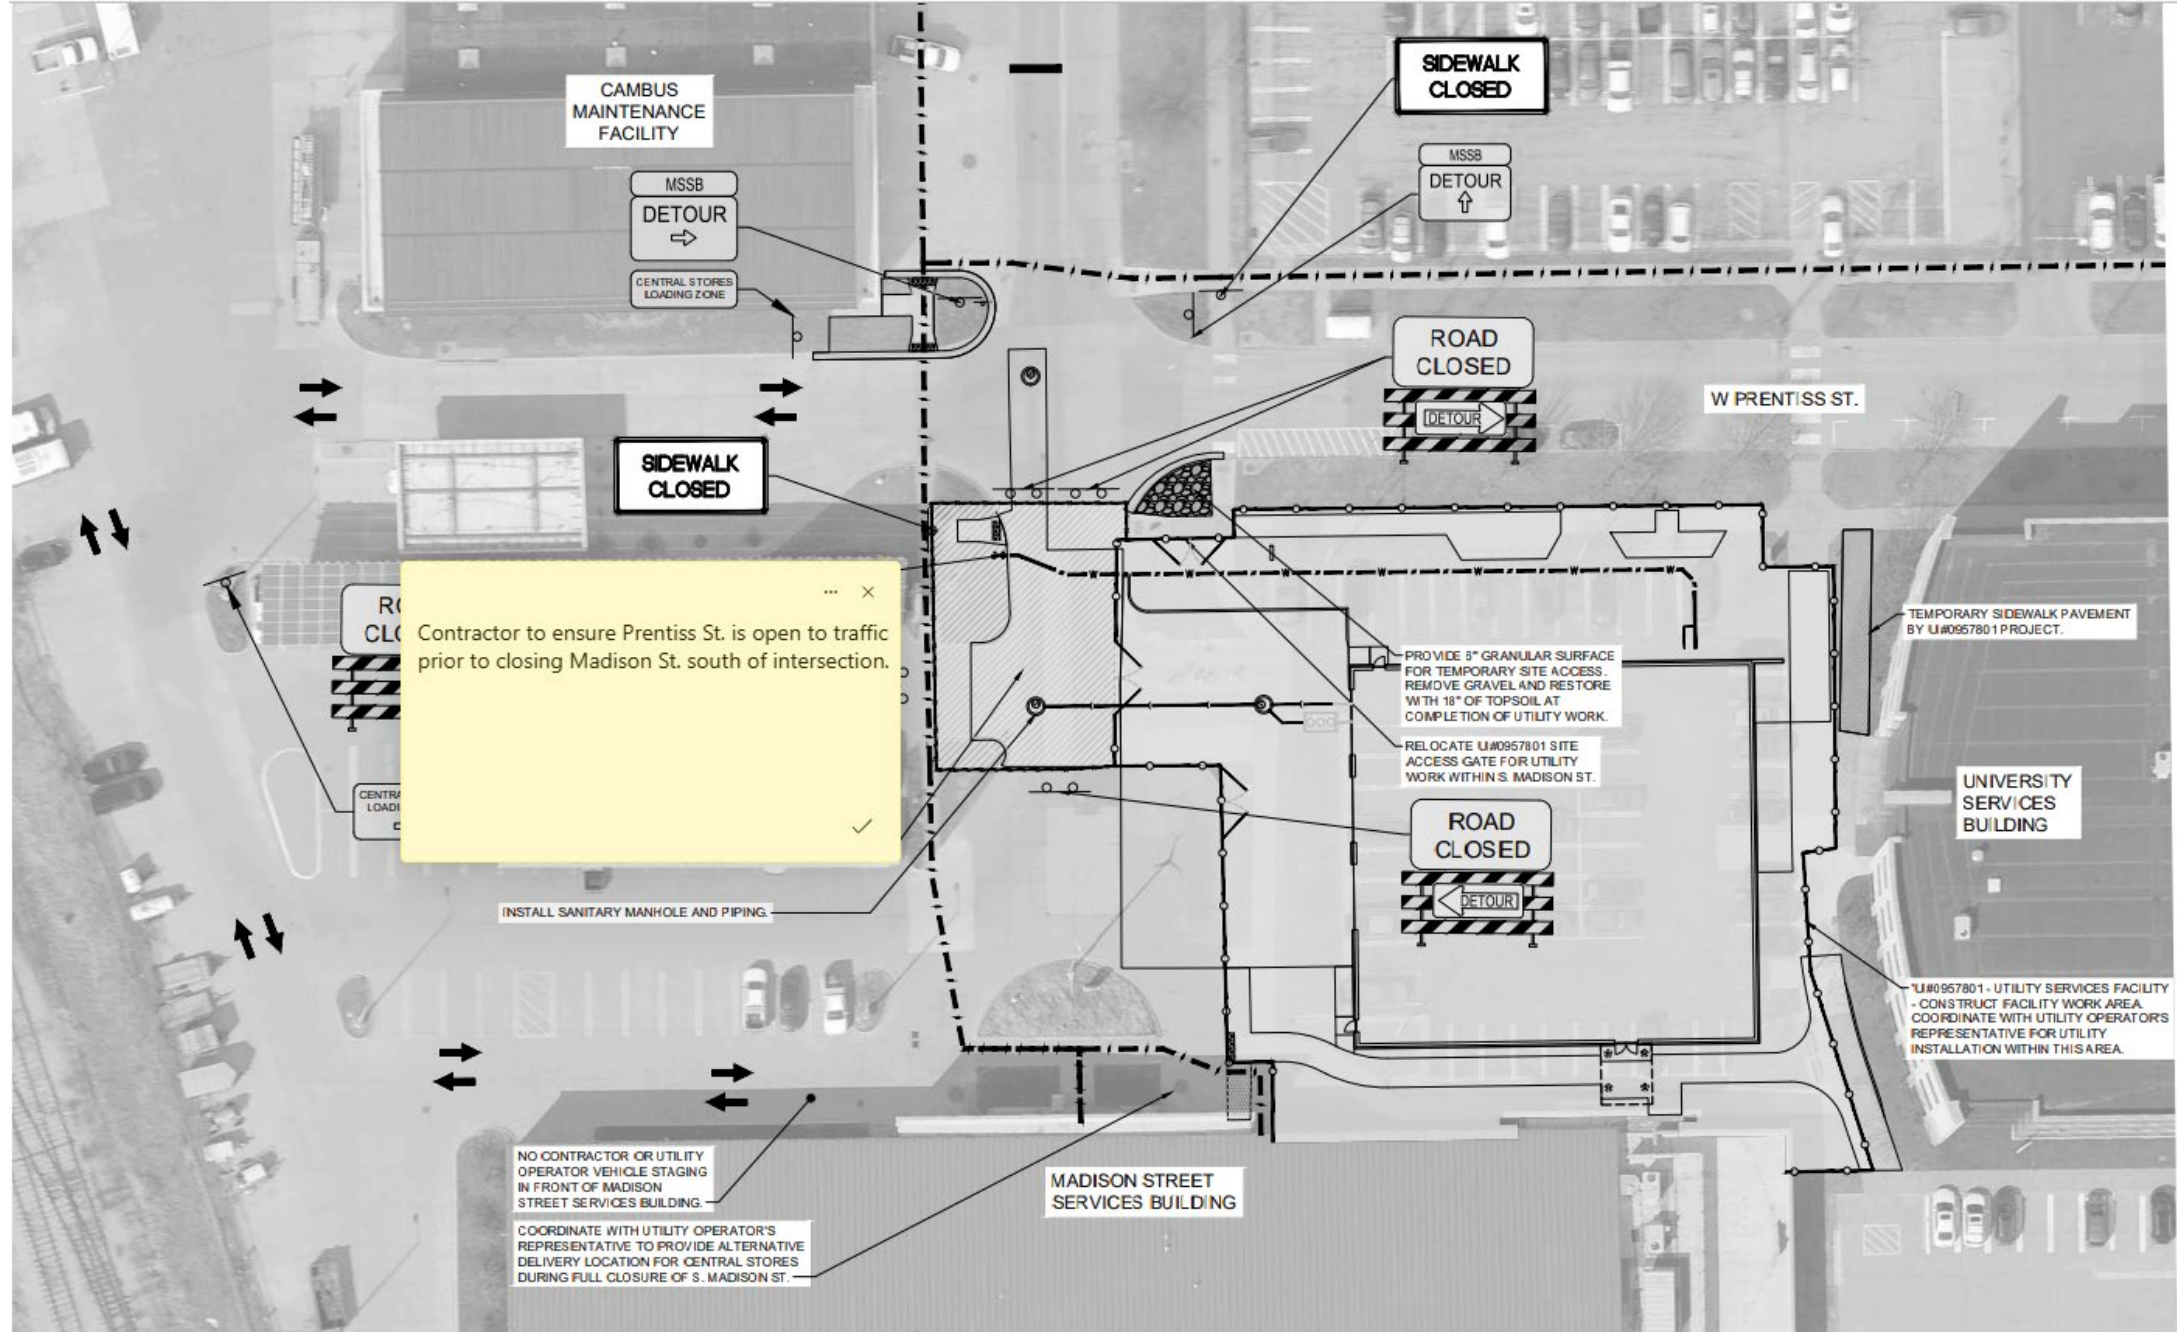 SIDEWALK
CLOSED
CAMBUS
MAINTENANCE
FACILITY
MSSB
DETOUR
MSSB
DETOUR
CENTRAL STORES
LOADING ZONE
ROAD
CLOSED
DETOUR
W PRENTISS ST.
SIDEWALK
CLOSED
Contractor to ensure Prentiss St. is open to traffic
prior to closing Madison St. south of intersection.
W W W W W W W
TEMPORARY SIDEWALK PAVEMENT
BY UI#0957801 PROJECT.
PROVIDE 6" GRANULAR SURFACE
FOR TEMPORARY SITE ACCESS.
REMOVE GRAVEL AND RESTORE
WITH 18" OF TOPSOIL AT
COMPLETION OF UTILITY WORK.
RELOCATE UI#0957801 SITE
ACCESS GATE FOR UTILITY
WORK WITHIN S. MADISON ST.
UNIVERSITY
SERVICES
BUILDING
ROAD
CLOSED
DETOUR
INSTALL SANITARY MANHOLE AND PIPING.
"UI#0957801 - UTILITY SERVICES FACILITY
- CONSTRUCT FACILITY WORK AREA.
COORDINATE WITH UTILITY OPERATOR'S
REPRESENTATIVE FOR UTILITY
INSTALLATION WITHIN THIS AREA.
NO CONTRACTOR OR UTILITY
OPERATOR VEHICLE STAGING
IN FRONT OF MADISON
STREET SERVICES BUILDING.
MADISON STREET
SERVICES BUILDING
COORDINATE WITH UTILITY OPERATOR'S
REPRESENTATIVE TO PROVIDE ALTERNATIVE
DELIVERY LOCATION FOR CENTRAL STORES
DURING FULL CLOSURE OF S. MADISON ST.